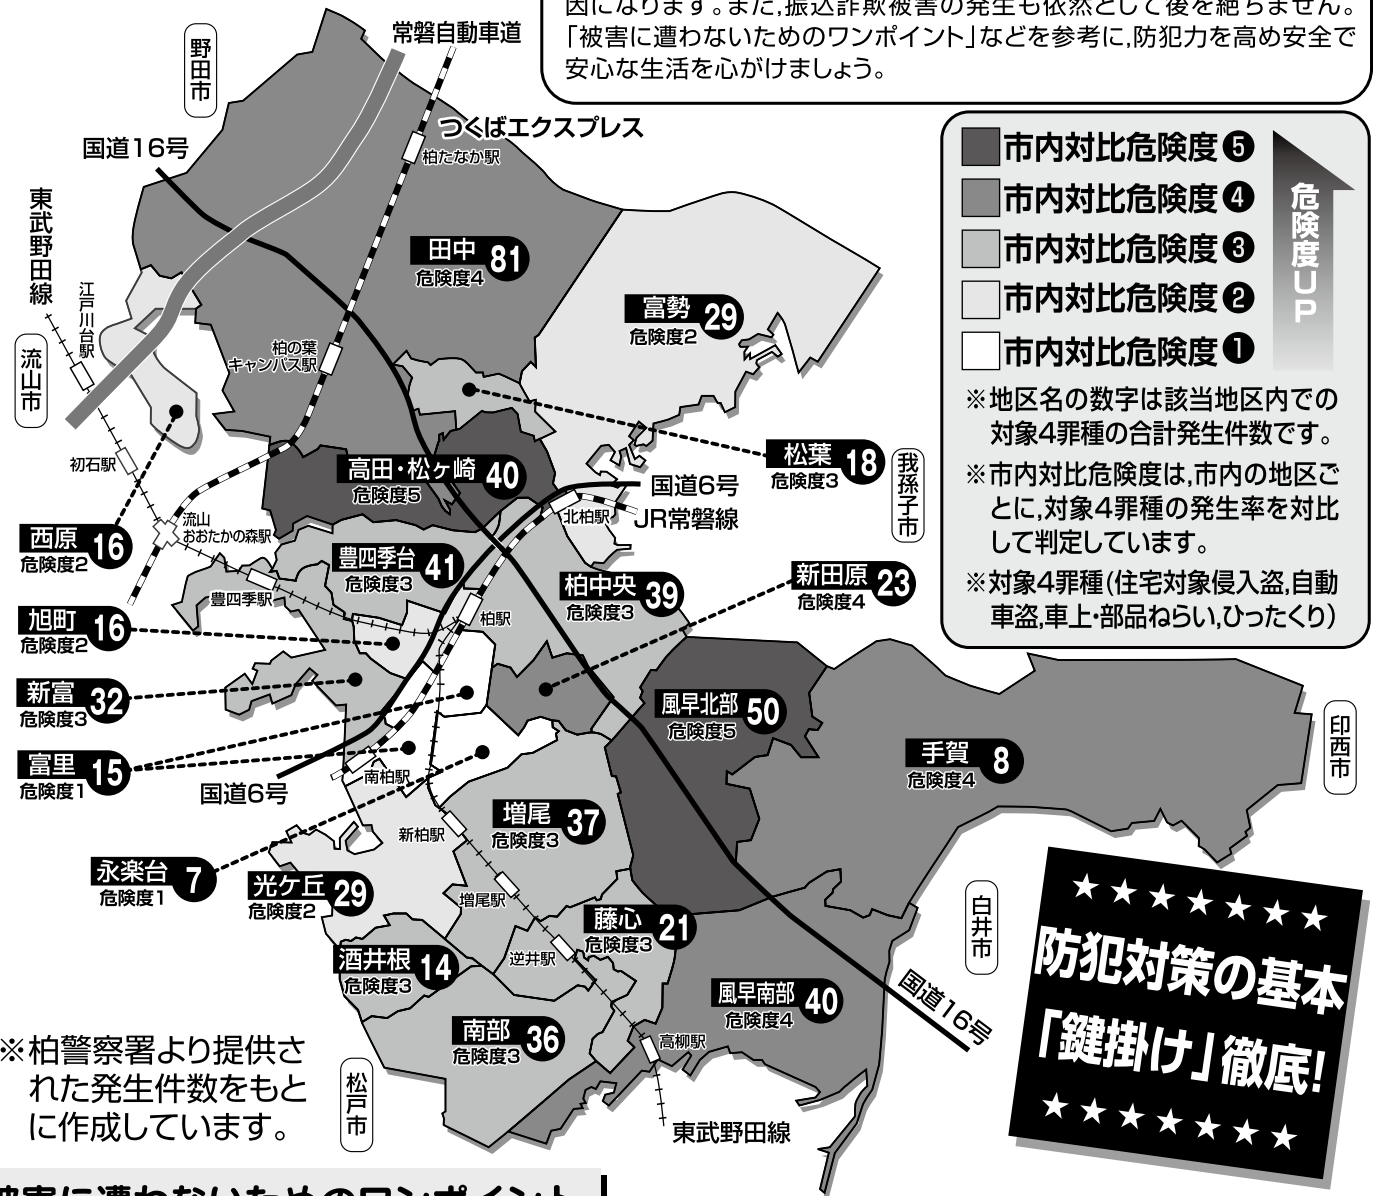 因になります。また,振込詐欺被害の発生も依然として後を絶ちません。
「被害に遭わないためのワンポイント」などを参考に,防犯力を高め安全で
安心な生活を心がけましょう。
野田市
常磐自動車道
つくばエクスプレス
柏たなか駅
国道16号
東武野田線
江戸川台駅
流山市
田中 81
危険度4
富勢 29
危険度2
柏の葉
キャンパス駅
初石駅
高田・松ヶ崎 40
危険度5
松葉 18
危険度3
我孫子市
国道6号
JR常磐線
北柏駅
流山
おおたかの森駅
西原 16
危険度2
豊四季台 41
危険度3
豊四季駅
柏中央 39
危険度3
新田原 23
危険度4
旭町 16
危険度2
柏駅
新富 32
危険度3
富里 15
危険度1
国道6号
南柏駅
風早北部 50
危険度5
手賀 8
危険度4
印西市
新柏駅
増尾 37
危険度3
永楽台 7
危険度1
光ケ丘 29
危険度2
増尾駅
藤心 21
危険度3
逆井駅
酒井根 14
危険度3
南部 36
危険度3
風早南部 40
危険度4
高柳駅
白井市
国道16号
松戸市
東武野田線
市内対比危険度❺
市内対比危険度❹
市内対比危険度❸
市内対比危険度❷
市内対比危険度❶
危険度UP
※地区名の数字は該当地区内での
対象4罪種の合計発生件数です。
※市内対比危険度は,市内の地区ご
とに,対象4罪種の発生率を対比
して判定しています。
※対象4罪種(住宅対象侵入盗,自動
車盗,車上・部品ねらい,ひったくり)
★★★★★★★
防犯対策の基本
「鍵掛け」徹底!
★★★★★★★
※柏警察署より提供さ
れた発生件数をもと
に作成しています。
被害に遭わないためのワンポイント